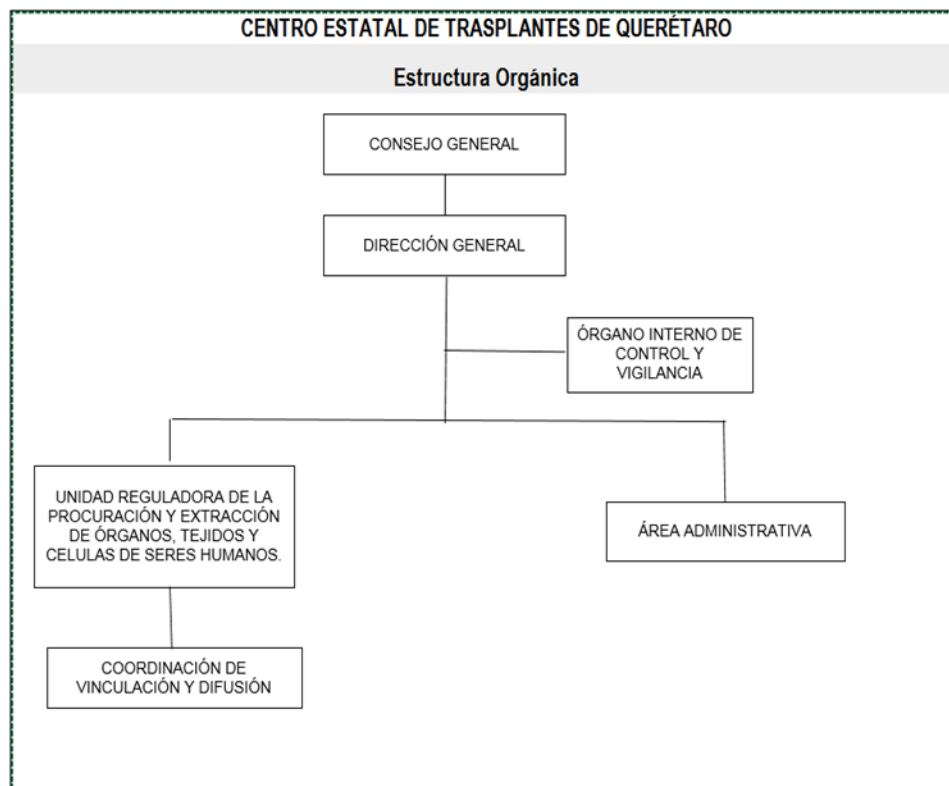 CENTRO ESTATAL DE TRASPLANTES DE QUERÉTARO
Estructura Orgánica
CONSEJO GENERAL
DIRECCIÓN GENERAL
ÓRGANO INTERNO DE
CONTROL Y
VIGILANCIA
UNIDAD REGULADORA DE LA
PROCURACIÓN Y EXTRACCIÓN
DE ÓRGANOS, TEJIDOS Y
CELULAS DE SERES HUMANOS.
ÁREA ADMINISTRATIVA
COORDINACIÓN DE
VINCULACIÓN Y DIFUSIÓN